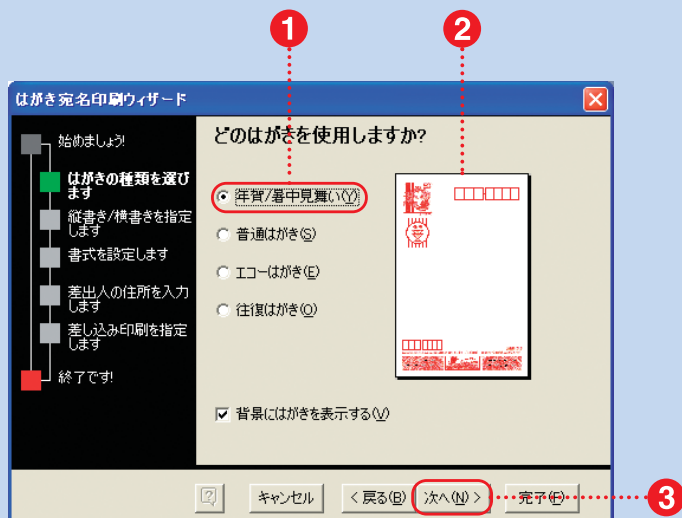 1
2
はがき宛名印刷ウィザード
始めましょう!
はがきの種類を選び
ます
縦書き/横書きを指定
します
書式を設定します
差出人の住所を入力
します
差し込み印刷を指定
します
終了です!
どのはがきを使用しますか?
年賀/暑中見舞い(Y)
普通はがき(S)
エコーはがき(E)
往復はがき(O)
背景にはがきを表示する(V)
キャンセル
< 戻る(B)
次へ(N) >
完了(F)
3